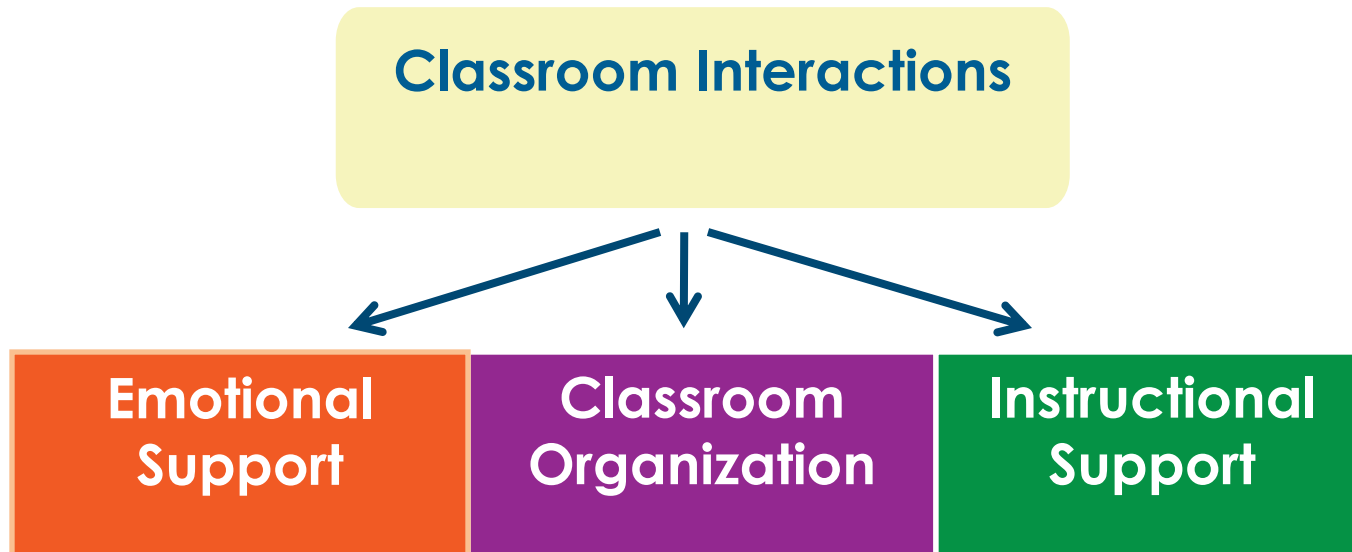 Classroom Interactions
Emotional
Support
Classroom
Organization
Instructional
Support